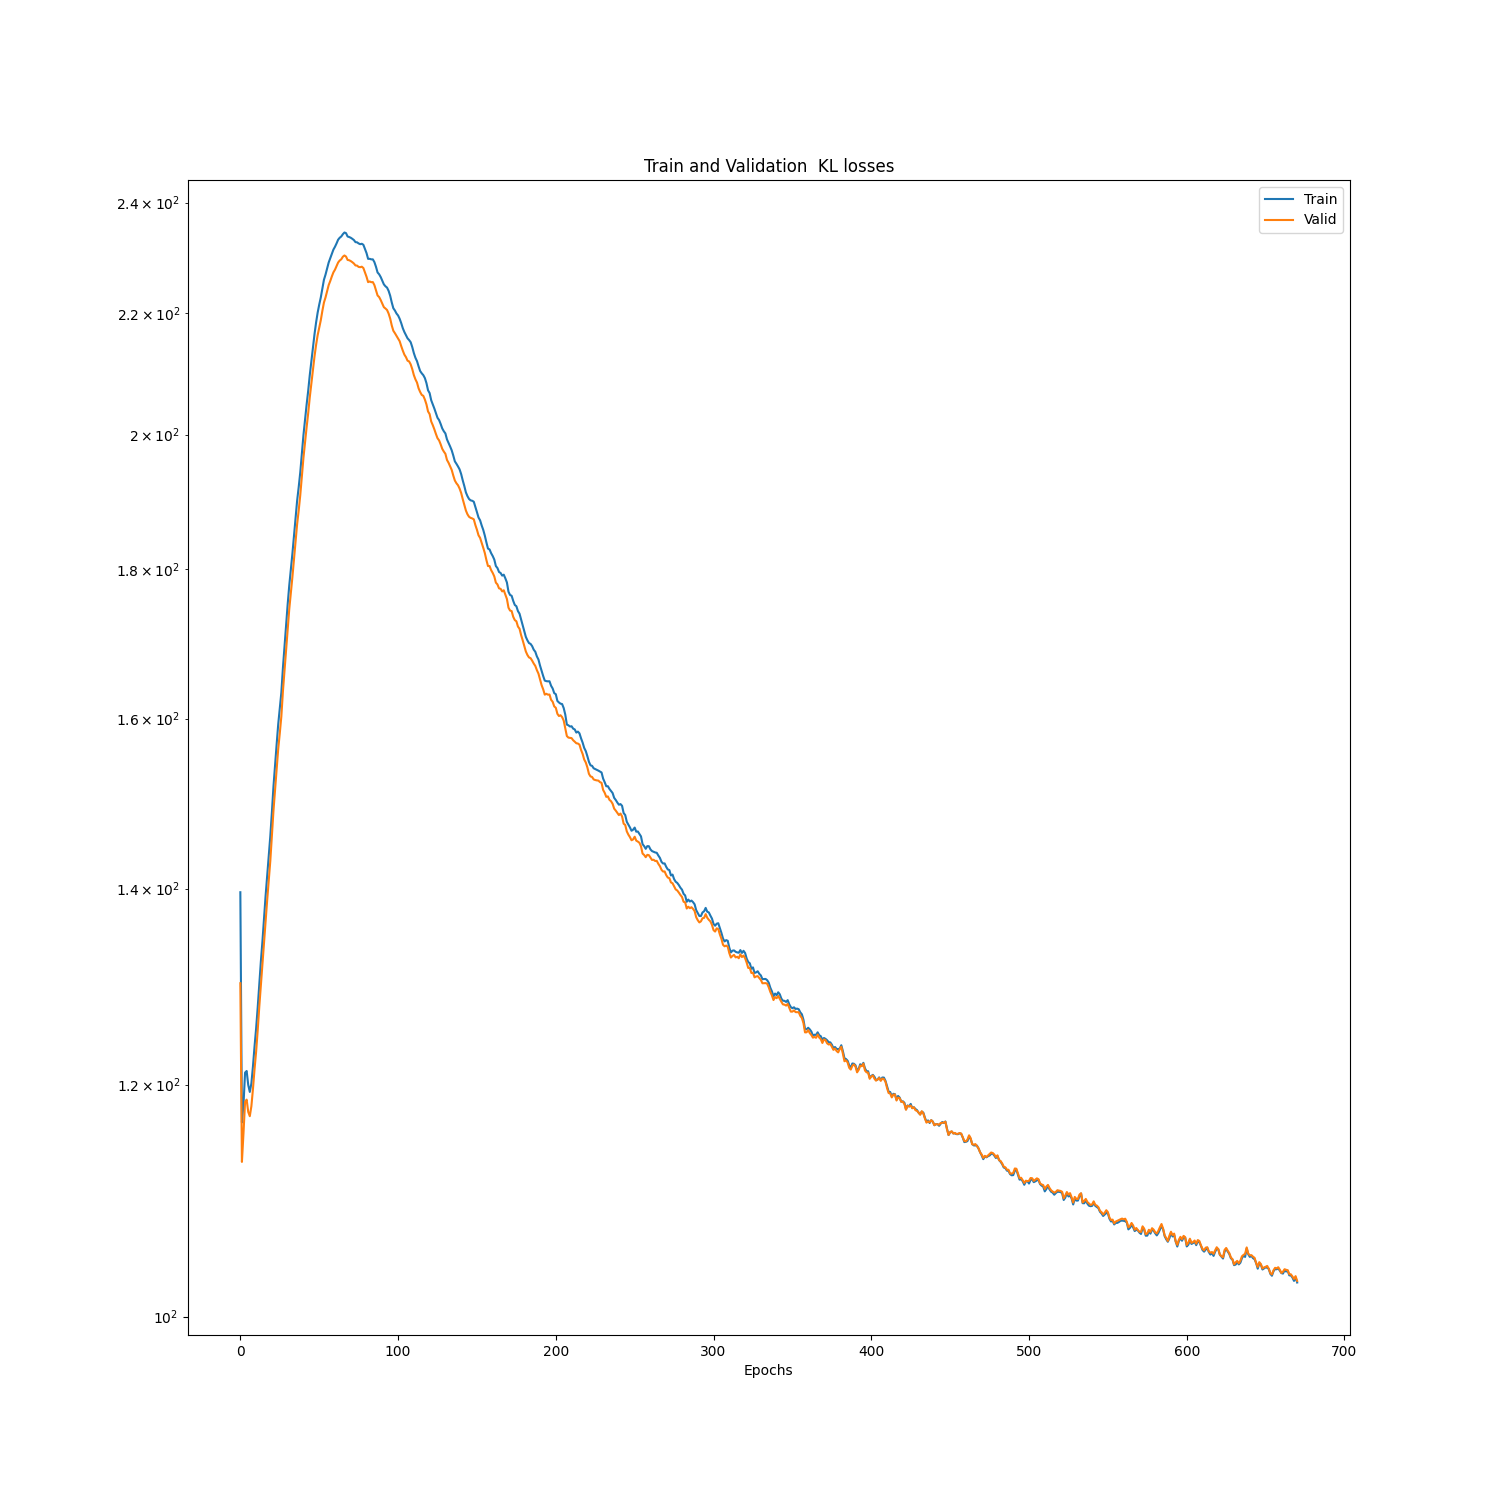 Train and Validation  KL losses
Train
Valid
2.4 × 10²
2.2 × 10²
2 × 10²
1.8 × 10²
1.6 × 10²
1.4 × 10²
1.2 × 10²
10²
0 100 200 300 400 500 600 700
Epochs